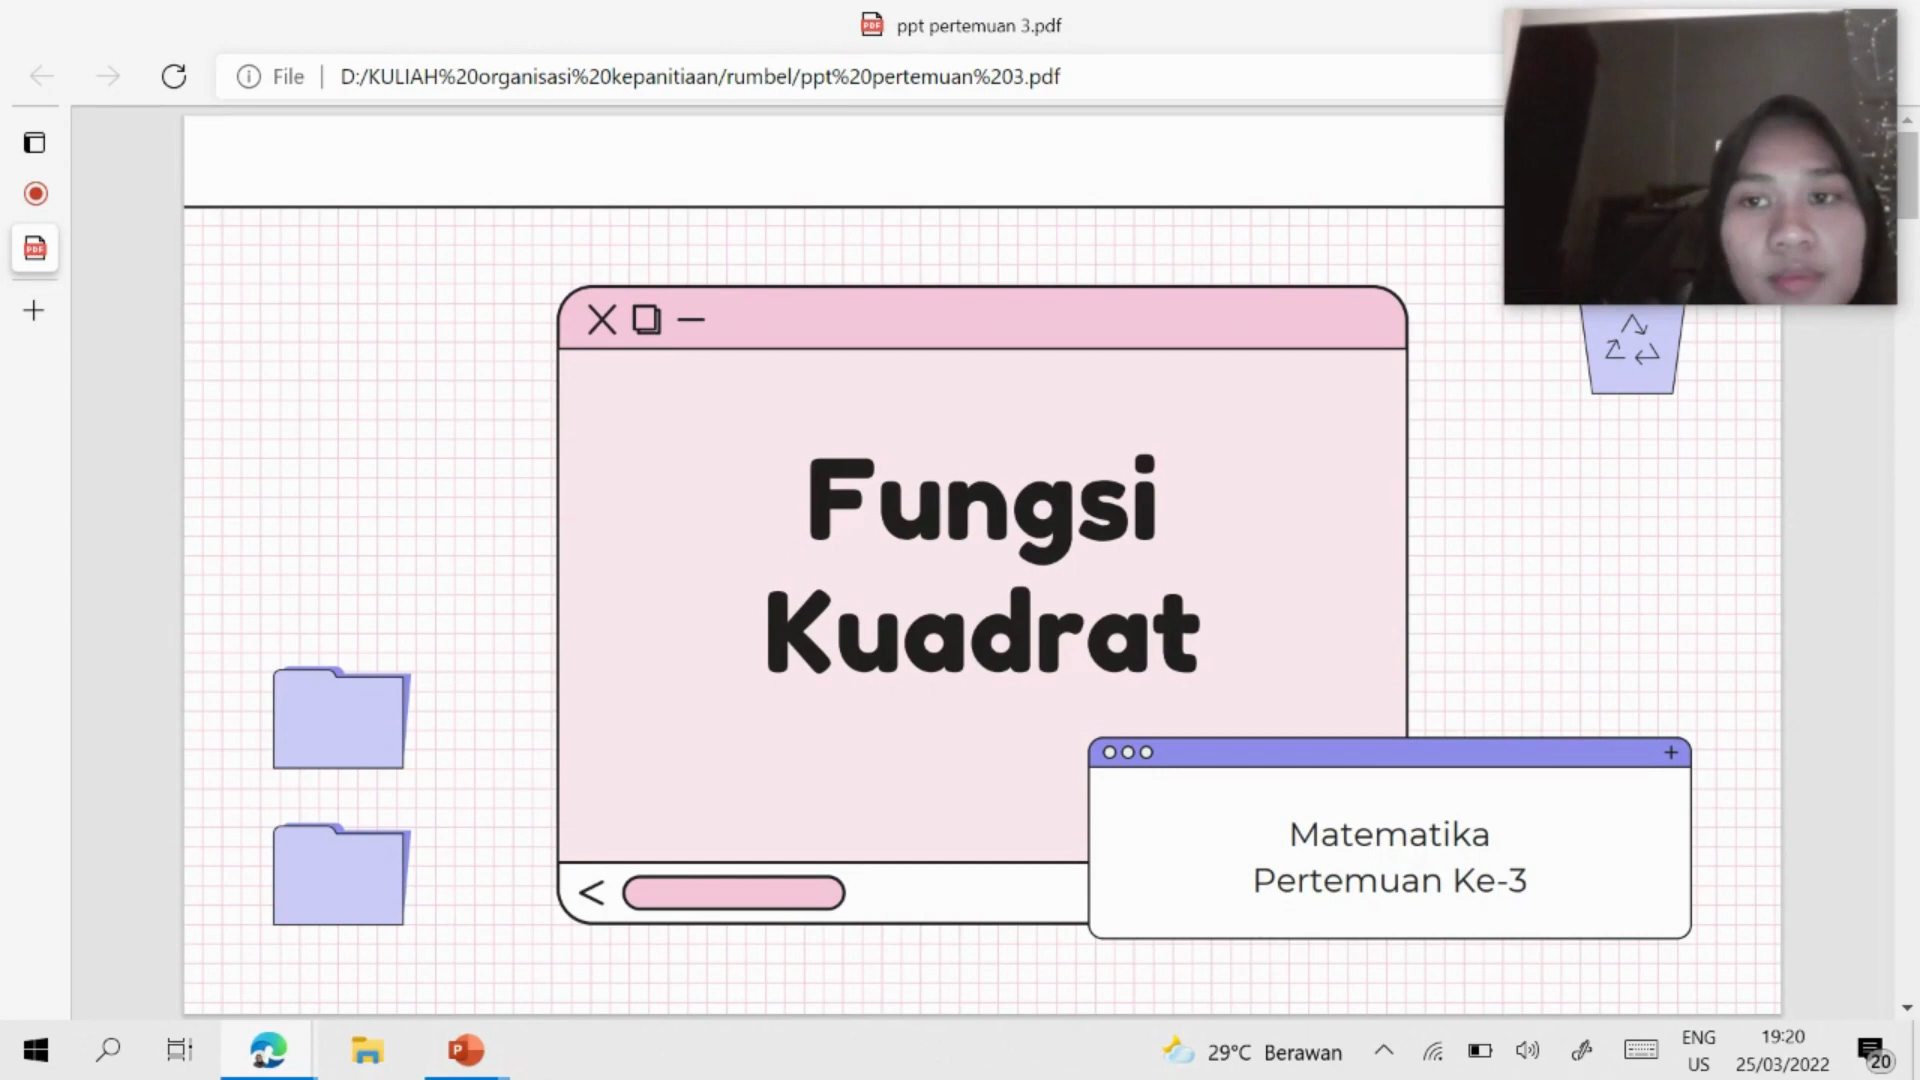 ppt pertemuan 3.pdf
File | D:/KULIAH%20organisasi%20kepanitiaan/rumbel/ppt%20pertemuan%203.pdf
Fungsi
Kuadrat
Matematika
Pertemuan Ke-3
29°C Berawan
ENG
US
19:20
25/03/2022
20